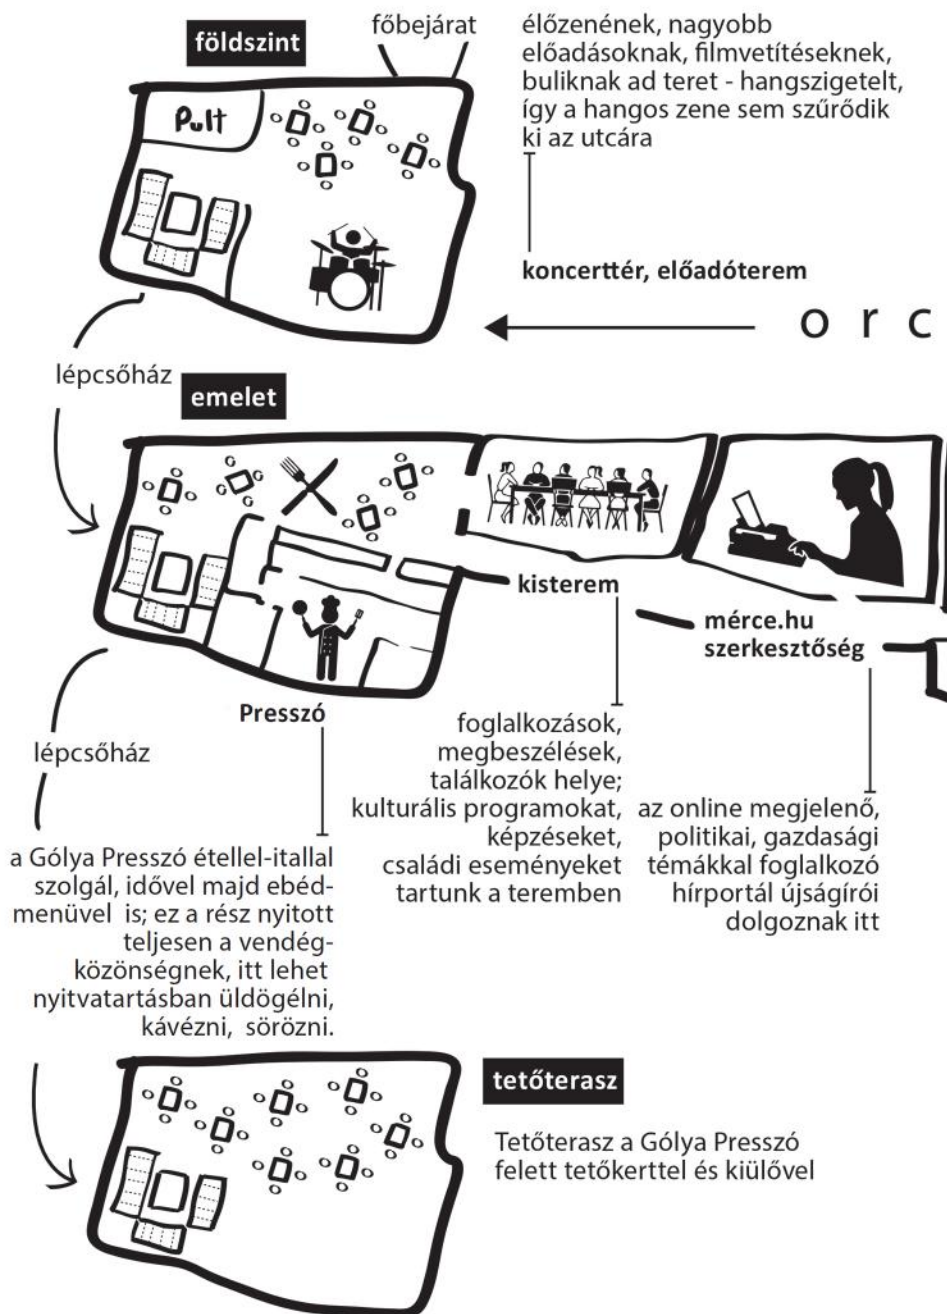 földszint
főbejárat
élőzenének, nagyobb
előadásoknak, filmvetítéseknek,
buliknak ad teret - hangszigetelt,
így a hangos zene sem szűrődik
ki az utcára
Pult
koncerttér, előadóterem
o r c
lépcsőház
emelet
kisterem
mérce.hu
szerkesztőség
Presszó
lépcsőház
foglalkozások,
megbeszélések,
találkozók helye;
kulturális programokat,
képzéseket,
családi eseményeket
tartunk a teremben
az online megjelenő,
politikai, gazdasági
témákkal foglalkozó
hírportál újságírói
dolgoznak itt
a Gólya Presszó étellel-itallal
szolgál, idővel majd ebéd-
menüvel is; ez a rész nyitott
teljesen a vendég-
közönségnek, itt lehet
nyitvatartásban üldögélni,
kávézni, sörözni.
tetőterasz
Tetőterasz a Gólya Presszó
felett tetőkerttel és kiülővel